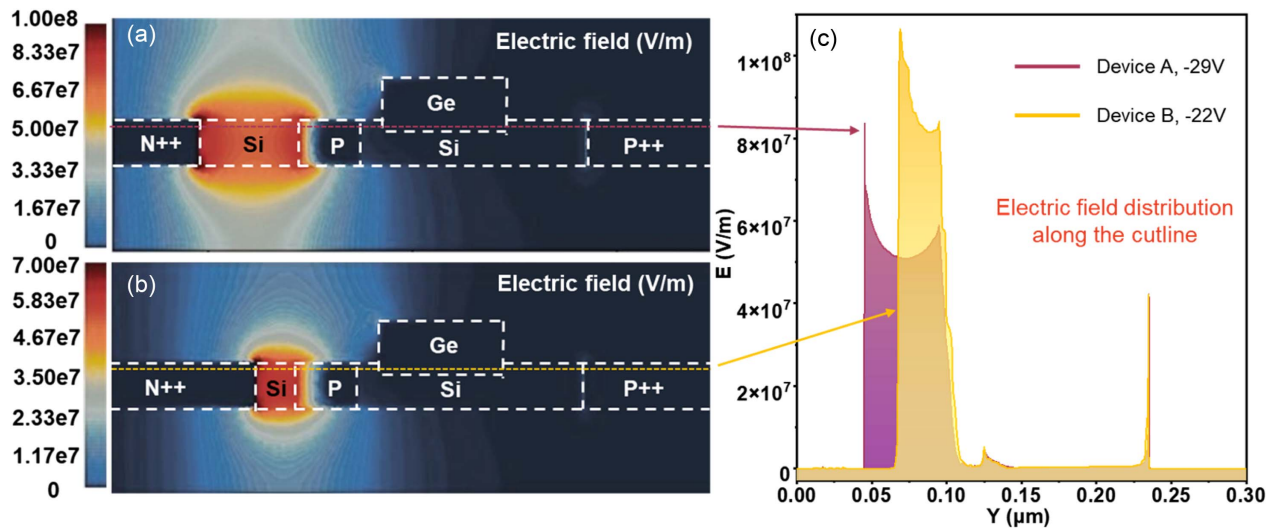 1.00e8
8.33e7
6.67e7
5.00e7
3.33e7
1.67e7
0
(a)
Electric field (V/m)
Ge
N++ Si P Si P++
7.00e7
5.83e7
4.67e7
3.50e7
2.33e7
1.17e7
0
(b)
Electric field (V/m)
Ge
N++ Si P Si P++
(c)
Device A, -29V
Device B, -22V
Electric field distribution
along the cutline
E (V/m)
1×10⁸
8×10⁷
6×10⁷
4×10⁷
2×10⁷
0
0.00 0.05 0.10 0.15 0.20 0.25 0.30
Y (μm)